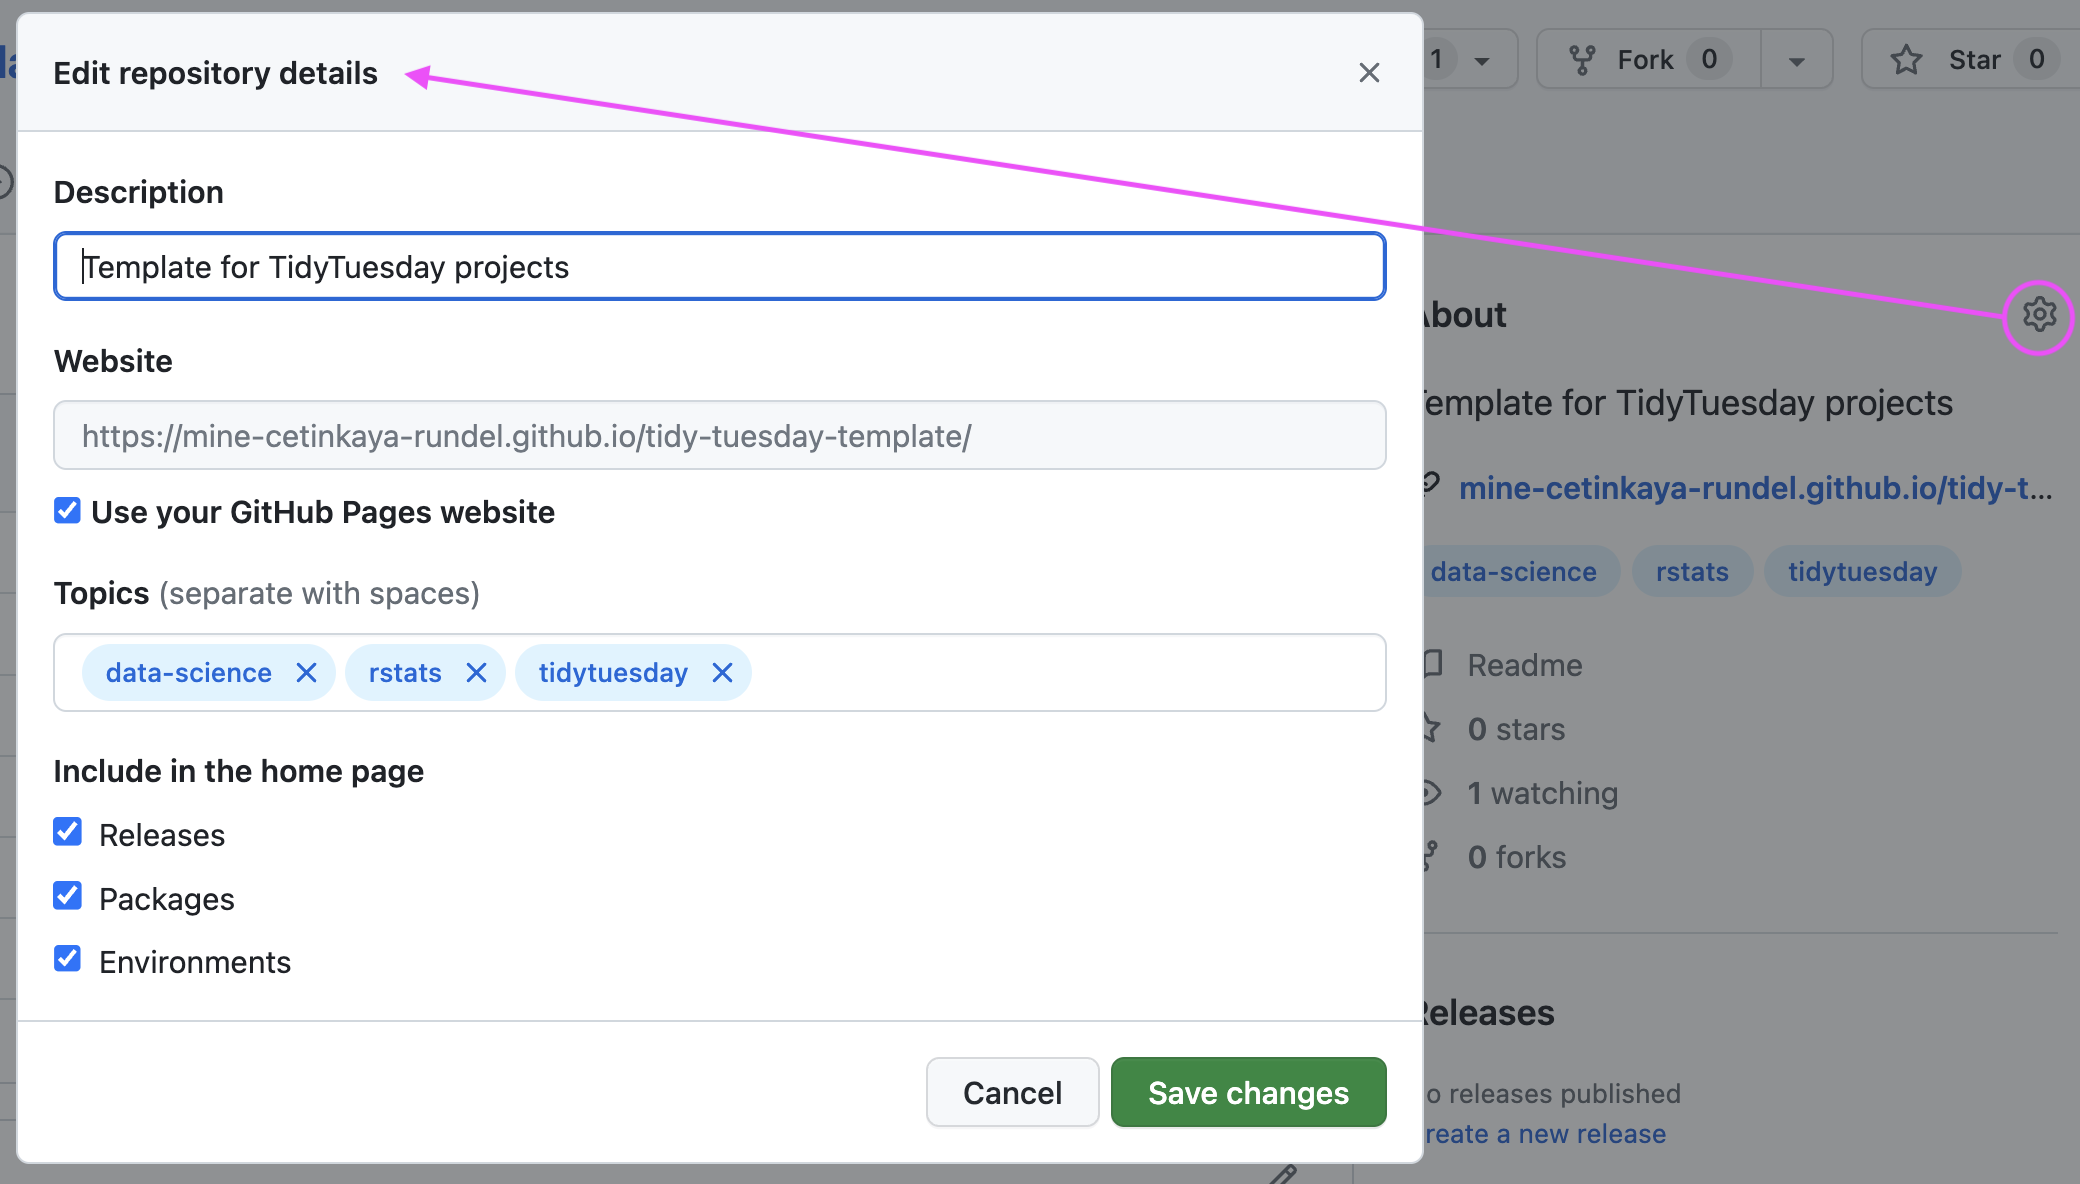 Edit repository details
1
Fork 0
Star 0
Description
Template for TidyTuesday projects
Website
https://mine-cetinkaya-rundel.github.io/tidy-tuesday-template/
Use your GitHub Pages website
Topics (separate with spaces)
data-science
rstats
tidytuesday
Include in the home page
Releases
Packages
Environments
Cancel
Save changes
About
Template for TidyTuesday projects
mine-cetinkaya-rundel.github.io/tidy-t...
data-science
rstats
tidytuesday
Readme
0 stars
1 watching
0 forks
Releases
o releases published
reate a new release